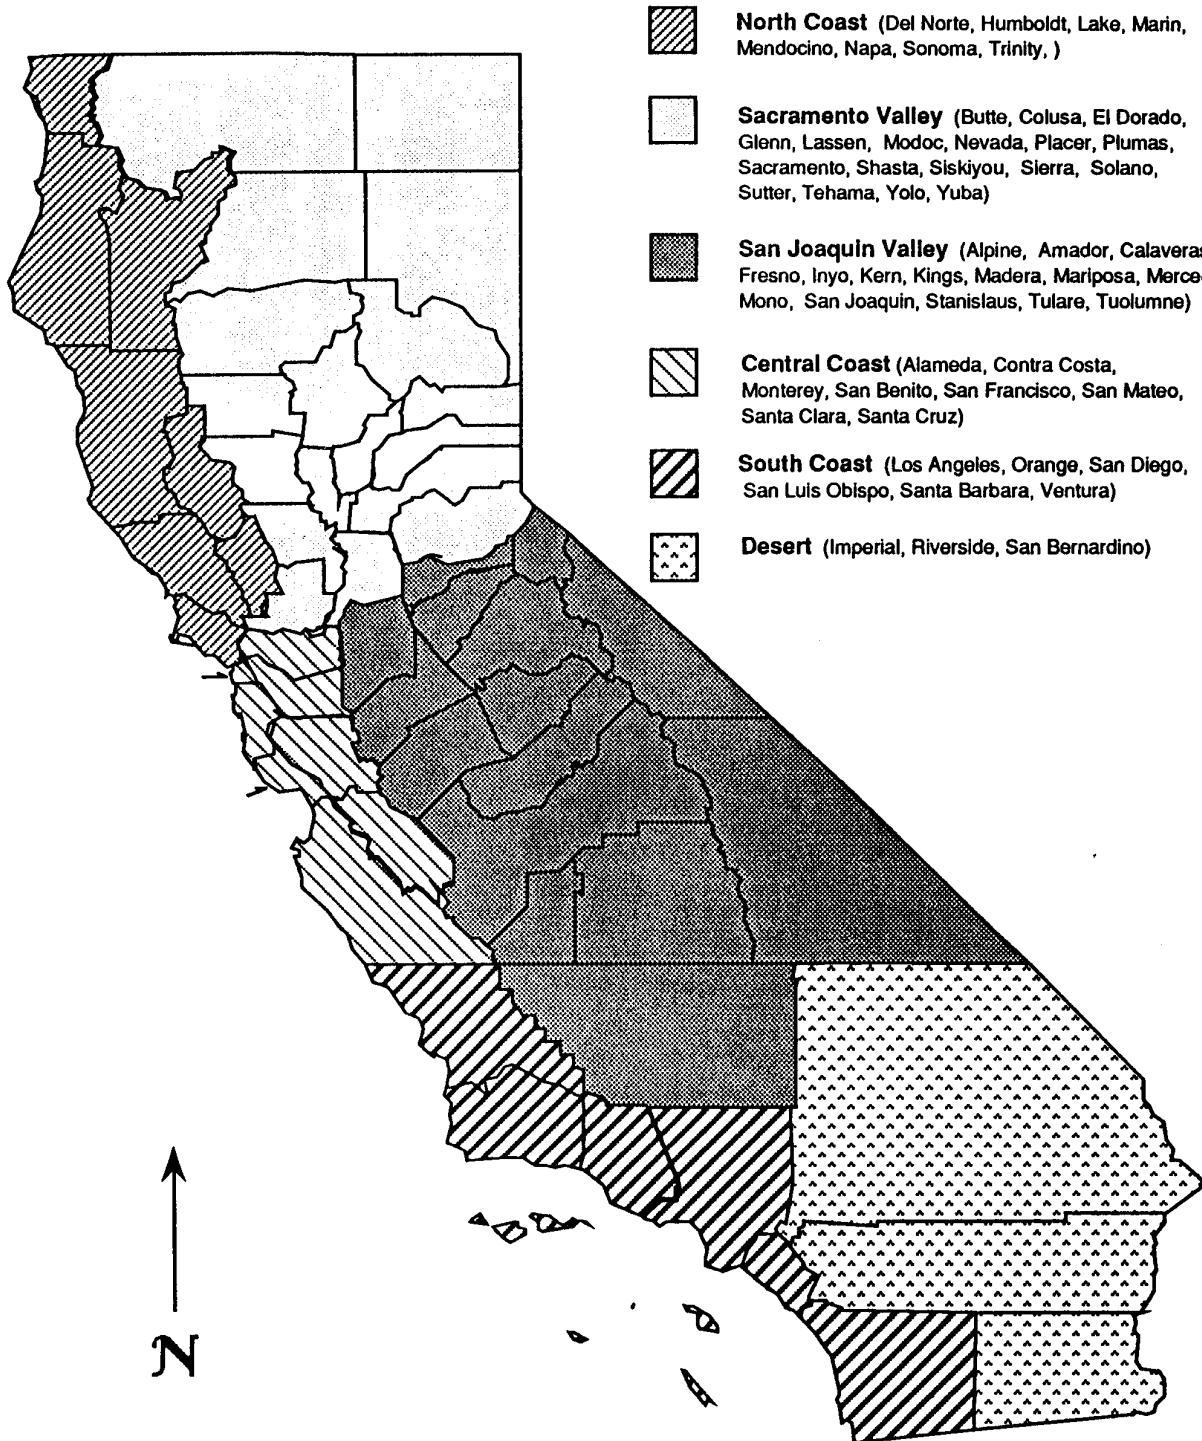 North Coast (Del Norte, Humboldt, Lake, Marin,
Mendocino, Napa, Sonoma, Trinity, )
Sacramento Valley (Butte, Colusa, El Dorado,
Glenn, Lassen, Modoc, Nevada, Placer, Plumas,
Sacramento, Shasta, Siskiyou, Sierra, Solano,
Sutter, Tehama, Yolo, Yuba)
San Joaquin Valley (Alpine, Amador, Calaveras
Fresno, Inyo, Kern, Kings, Madera, Mariposa, Merce
Mono, San Joaquin, Stanislaus, Tulare, Tuolumne)
Central Coast (Alameda, Contra Costa,
Monterey, San Benito, San Francisco, San Mateo,
Santa Clara, Santa Cruz)
South Coast (Los Angeles, Orange, San Diego,
San Luis Obispo, Santa Barbara, Ventura)
Desert (Imperial, Riverside, San Bernardino)
N